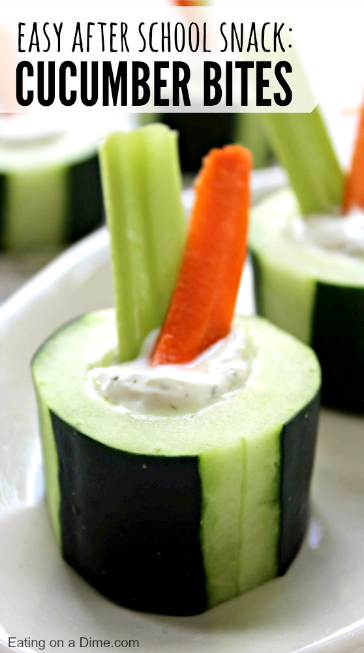 EASY AFTER SCHOOL SNACK:
CUCUMBER BITES
Eating on a Dime.com